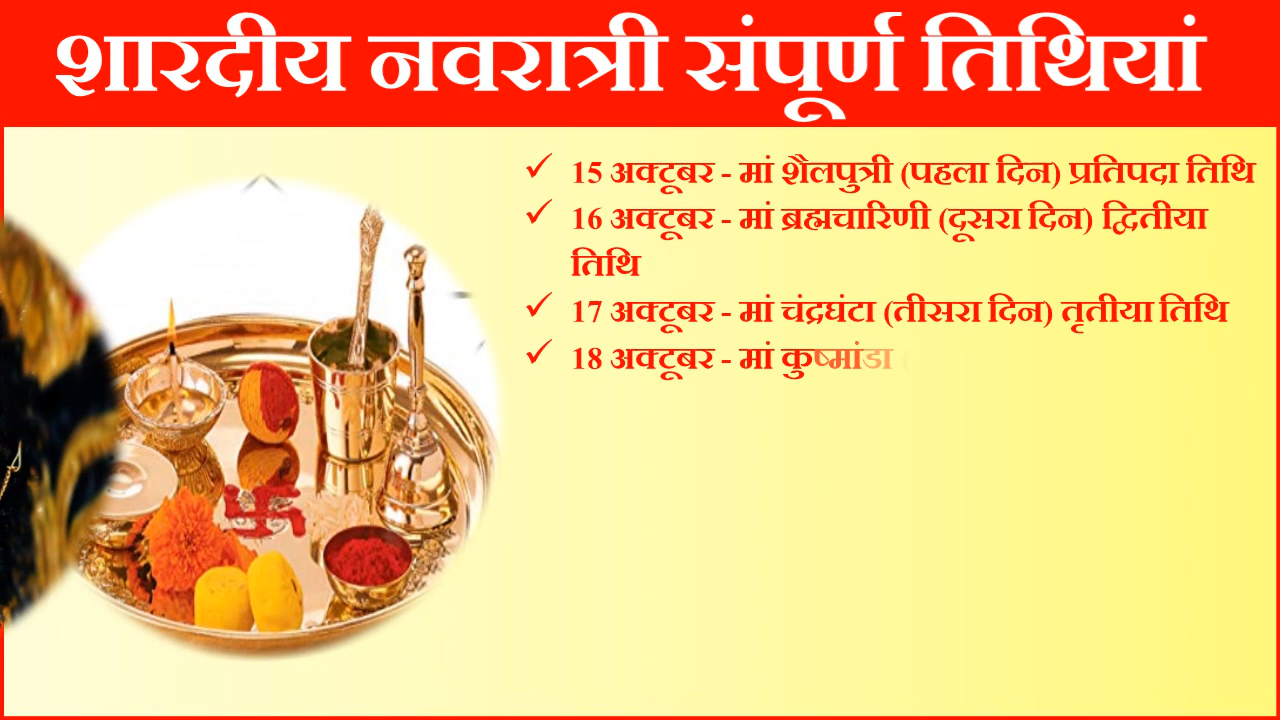 शारदीय नवरात्री संपूर्ण तिथियां
15 अक्टूबर - मां शैलपुत्री (पहला दिन) प्रतिपदा तिथि
16 अक्टूबर - मां ब्रह्मचारिणी (दूसरा दिन) द्वितीया
तिथि
17 अक्टूबर - मां चंद्रघंटा (तीसरा दिन) तृतीया तिथि
18 अक्टूबर - मां कुष्मांडा (